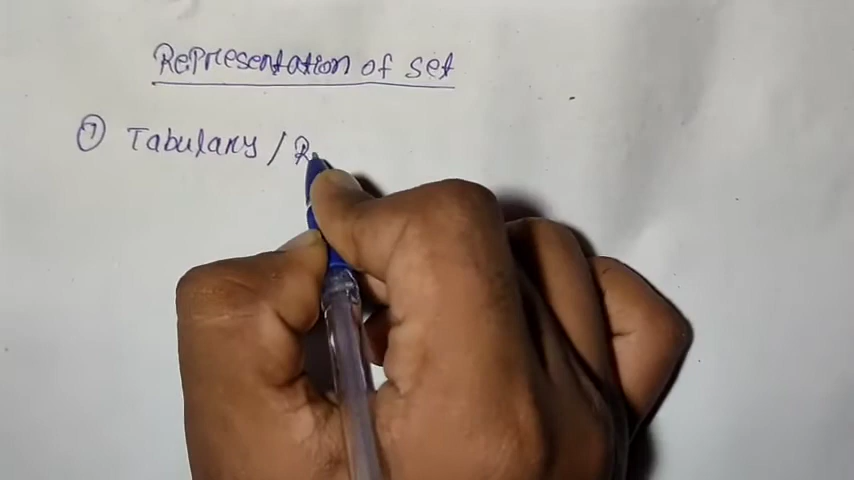 Representation of set
① Tabulary / R